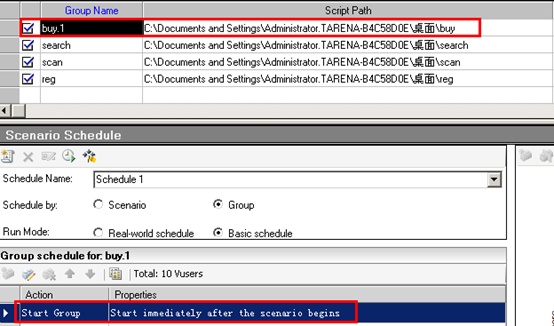 Group Name Script Path
buy.1 C:\Documents and Settings\Administrator.TARENA-B4C58D0E\桌面\buy
search C:\Documents and Settings\Administrator.TARENA-B4C58D0E\桌面\search
scan C:\Documents and Settings\Administrator.TARENA-B4C58D0E\桌面\scan
reg C:\Documents and Settings\Administrator.TARENA-B4C58D0E\桌面\reg
Scenario Schedule
Schedule Name: Schedule 1
Schedule by: Scenario Group
Run Mode: Real-world schedule Basic schedule
Group schedule for: buy.1
Total: 10 Vusers
Action Properties
Start Group Start immediately after the scenario begins